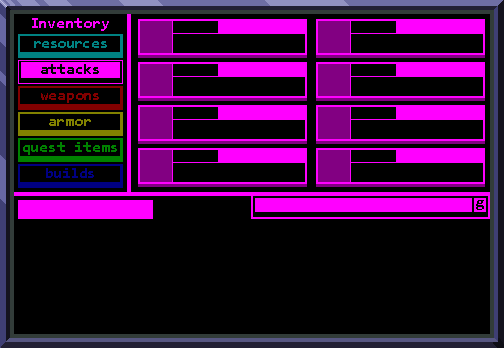 Inventory
resources
attacks
weapons
armor
quest items
builds
g